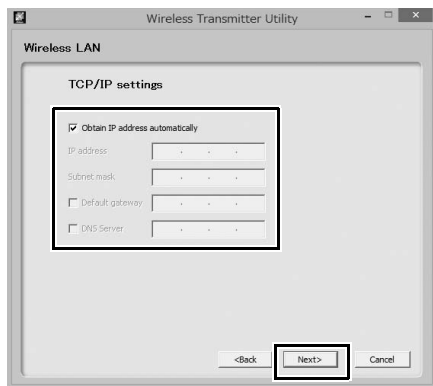 Wireless Transmitter Utility
Wireless LAN
TCP/IP settings
Obtain IP address automatically
IP address
Subnet mask
Default gateway
DNS Server
<Back Next> Cancel